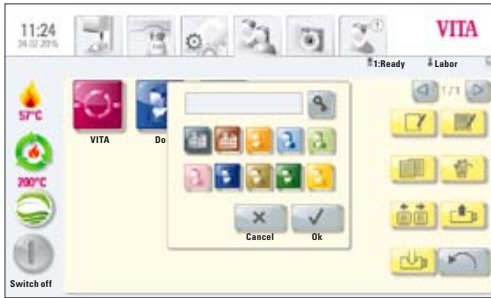 11:24
24.02.2015
VITA
1:Ready
Labor
1/1
57°C
VITA
Do
200°C
Cancel
Ok
Switch off